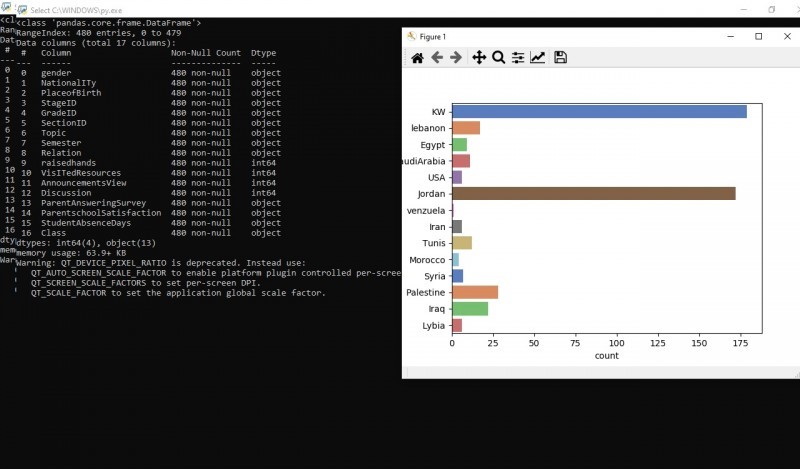 Select C:\WINDOWS\py.exe
<class 'pandas.core.frame.DataFrame'>
RangeIndex: 480 entries, 0 to 479
Data columns (total 17 columns):
 #   Column                    Non-Null Count  Dtype
---  ------                    --------------  -----
 0   gender                    480 non-null    object
 1   NationalITy               480 non-null    object
 2   PlaceofBirth              480 non-null    object
 3   StageID                   480 non-null    object
 4   GradeID                   480 non-null    object
 5   SectionID                 480 non-null    object
 6   Topic                     480 non-null    object
 7   Semester                  480 non-null    object
 8   Relation                  480 non-null    object
 9   raisedhands               480 non-null    int64
 10  VisITedResources          480 non-null    int64
 11  AnnouncementsView         480 non-null    int64
 12  Discussion                480 non-null    int64
 13  ParentAnsweringSurvey     480 non-null    object
 14  ParentschoolSatisfaction  480 non-null    object
 15  StudentAbsenceDays        480 non-null    object
 16  Class                     480 non-null    object
dtypes: int64(4), object(13)
memory usage: 63.9+ KB
Warning: QT_DEVICE_PIXEL_RATIO is deprecated. Instead use:
   QT_AUTO_SCREEN_SCALE_FACTOR to enable platform plugin controlled per-scree
   QT_SCREEN_SCALE_FACTORS to set per-screen DPI.
   QT_SCALE_FACTOR to set the application global scale factor.
Figure 1
KW
lebanon
Egypt
audiArabia
USA
Jordan
venzuela
Iran
Tunis
Morocco
Syria
Palestine
Iraq
Lybia
0 25 50 75 100 125 150 175
count